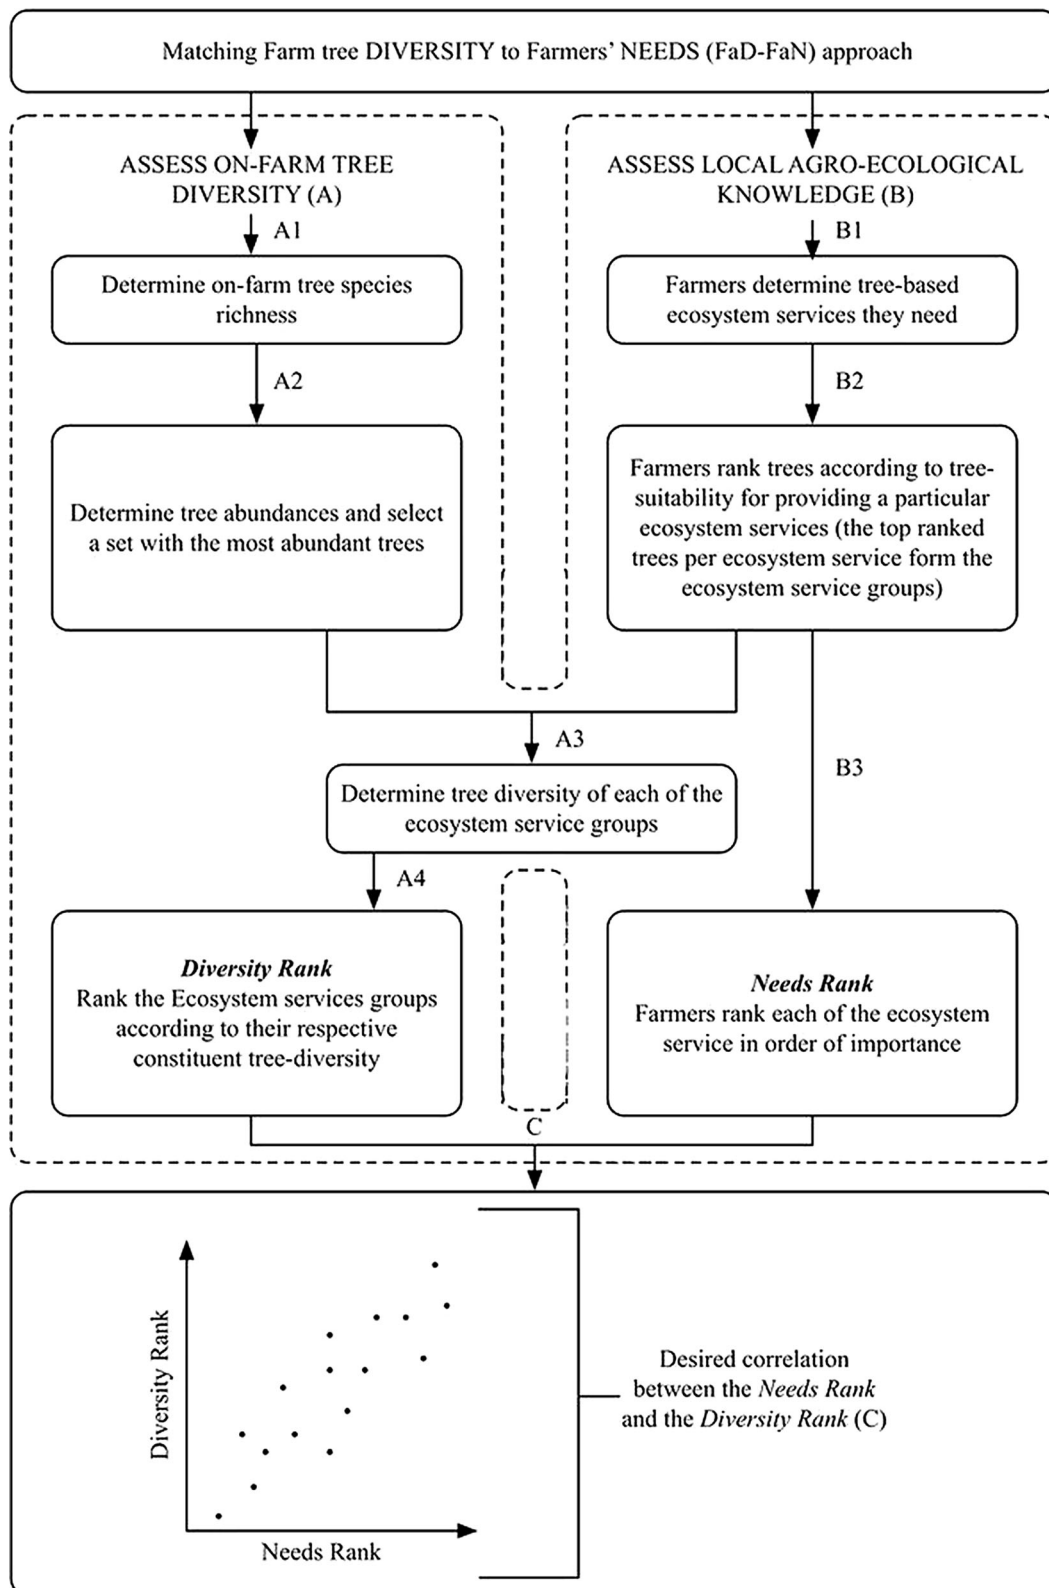 Matching Farm tree DIVERSITY to Farmers' NEEDS (FaD-FaN) approach
ASSESS ON-FARM TREE
DIVERSITY (A)
A1
Determine on-farm tree species
richness
A2
Determine tree abundances and select
a set with the most abundant trees
ASSESS LOCAL AGRO-ECOLOGICAL
KNOWLEDGE (B)
B1
Farmers determine tree-based
ecosystem services they need
B2
Farmers rank trees according to tree-
suitability for providing a particular
ecosystem services (the top ranked
trees per ecosystem service form the
ecosystem service groups)
A3
B3
Determine tree diversity of each of the
ecosystem service groups
A4
Diversity Rank
Rank the Ecosystem services groups
according to their respective
constituent tree-diversity
Needs Rank
Farmers rank each of the ecosystem
service in order of importance
C
Diversity Rank
Needs Rank
Desired correlation
between the Needs Rank
and the Diversity Rank (C)